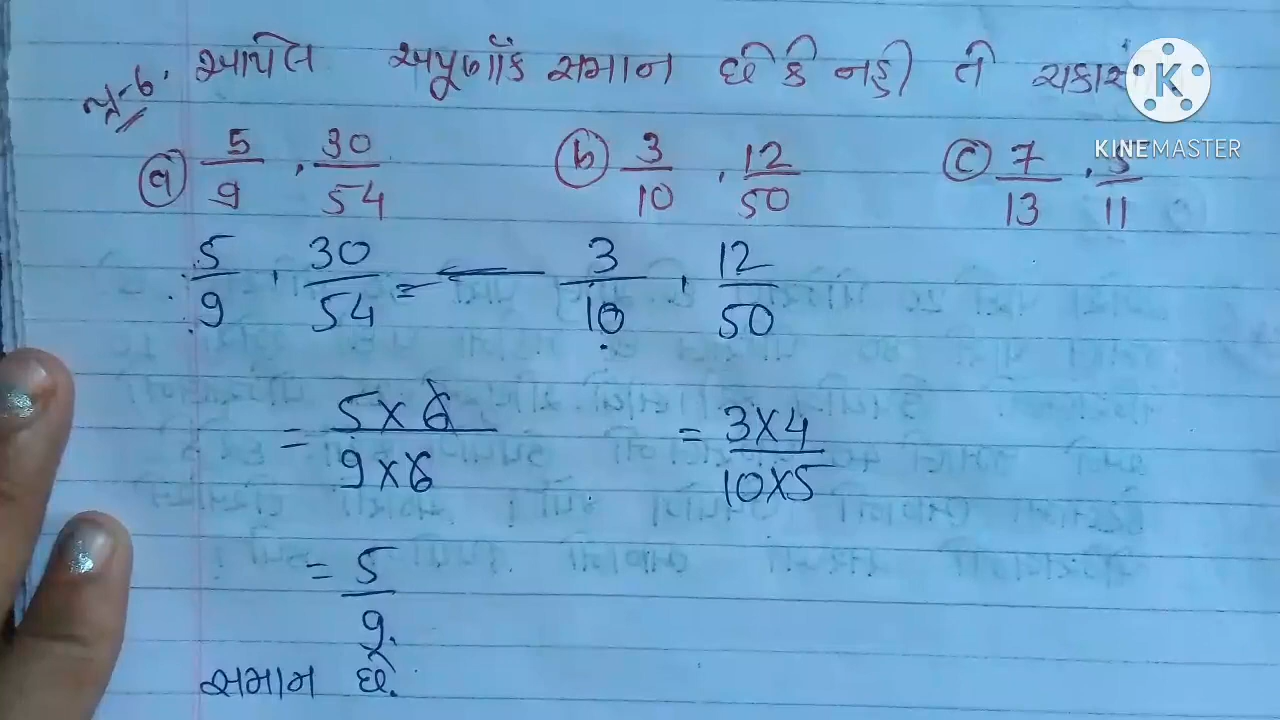 પ્ર-6. આપેલ અપૂર્ણાંક સમાન છે કે નહી તે
K
KINEMASTER
(a) 5/9 , 30/54 (b) 3/10 , 12/50 (c) 7/13 , 5/11
5/9 , 30/54 = 3/10 , 12/50
= 5×6/9×6 = 3×4/10×5
= 5/9.
સમાન છે.